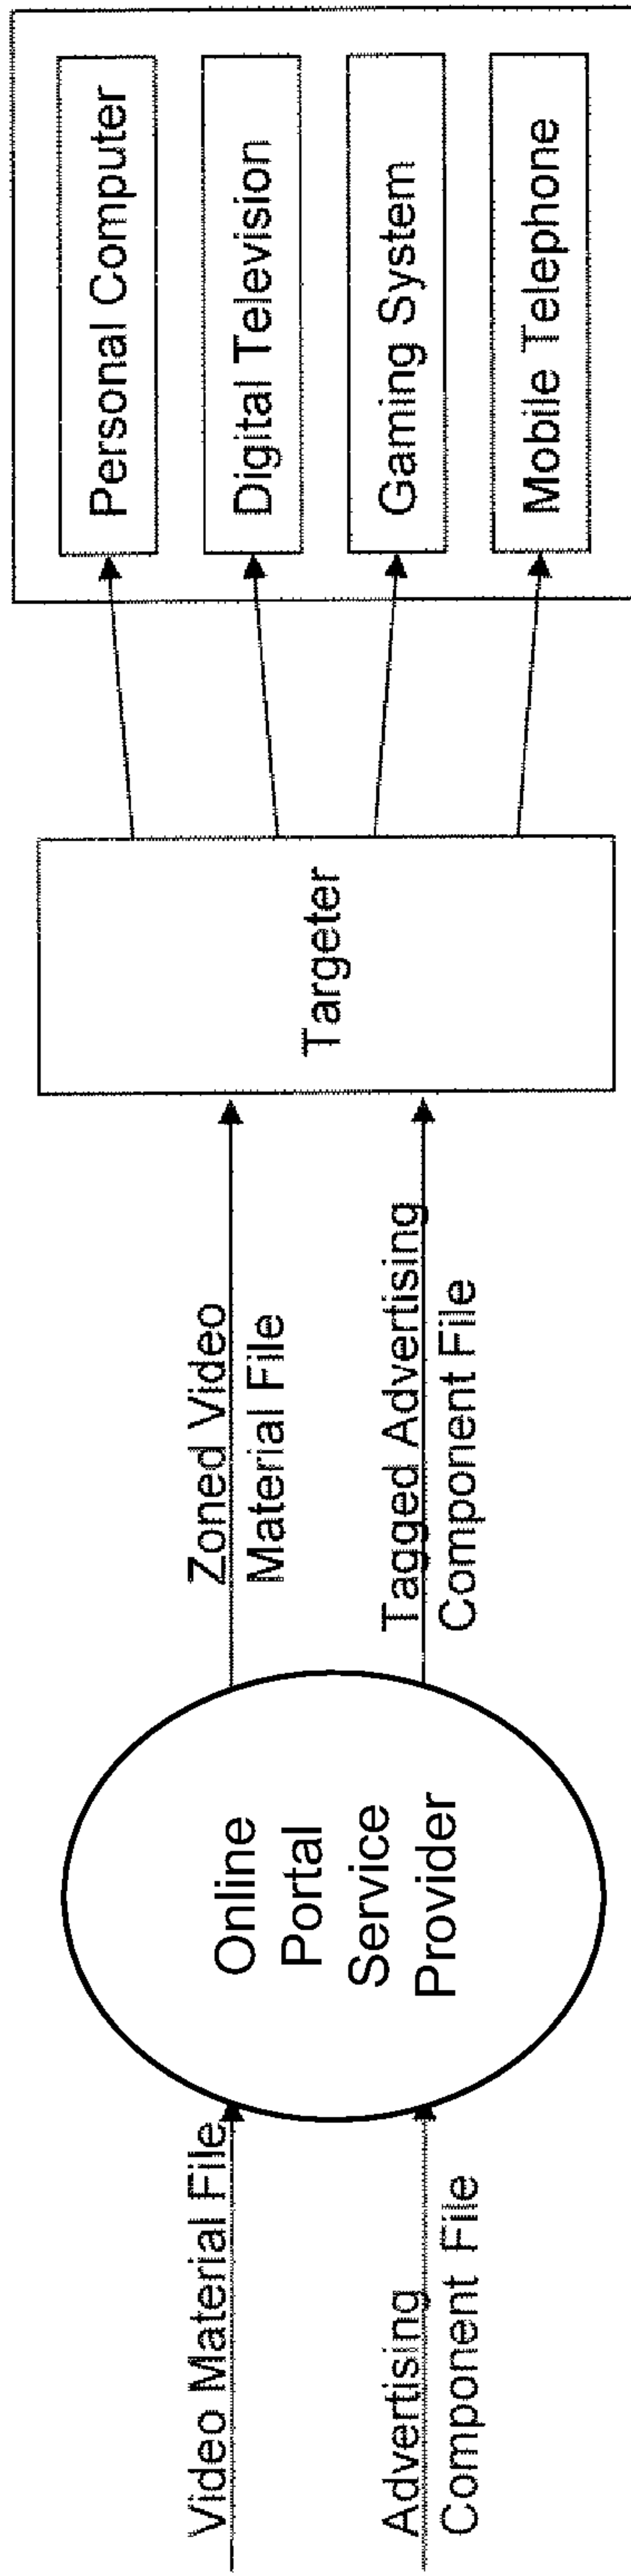 Video Material File
Advertising
Component File
Online
Portal
Service
Provider
Zoned Video
Material File
Tagged Advertising
Component File
Targeter
Personal Computer
Digital Television
Gaming System
Mobile Telephone